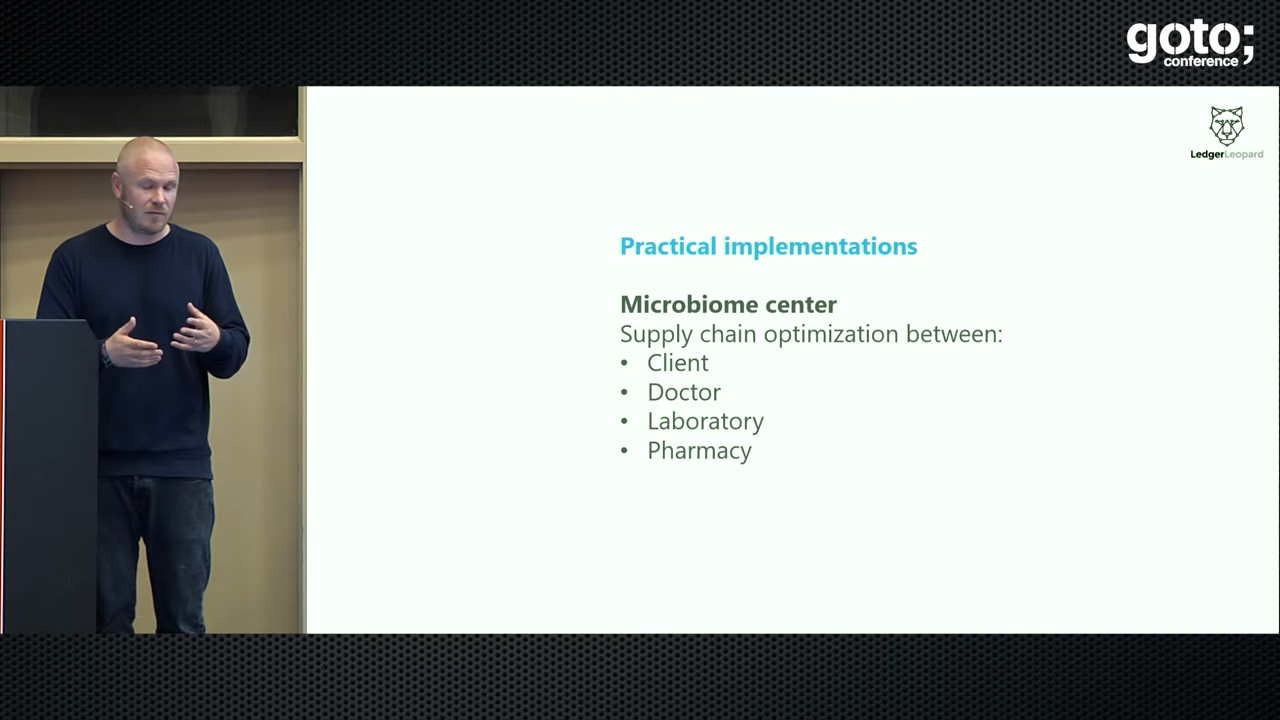 goto;
conference
LedgerLeopard
Practical implementations
Microbiome center
Supply chain optimization between:
• Client
• Doctor
• Laboratory
• Pharmacy